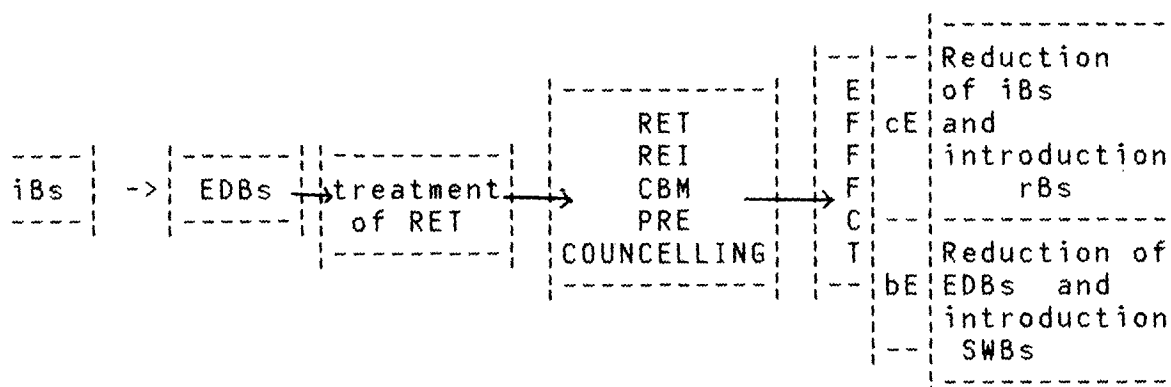 iBs
->
EDBs
treatment
of RET
RET
REI
CBM
PRE
COUNCELLING
E
F
F
F
C
T
cE
Reduction
of iBs
and
introduction
rBs
bE
Reduction of
EDBs and
introduction
SWBs